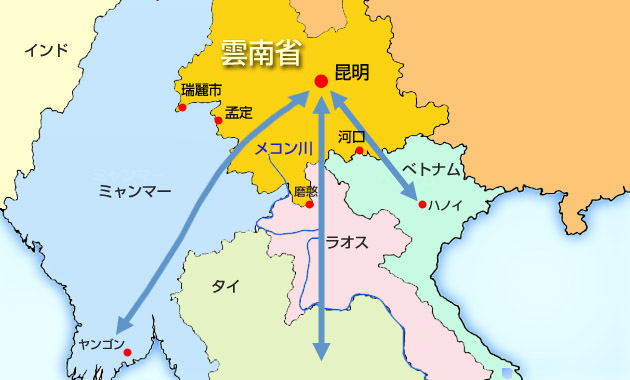 雲南省
インド
昆明
瑞麗市
孟定
河口
メコン川
ベトナム
ミャンマー
磨憨
ハノイ
ラオス
タイ
ヤンゴン